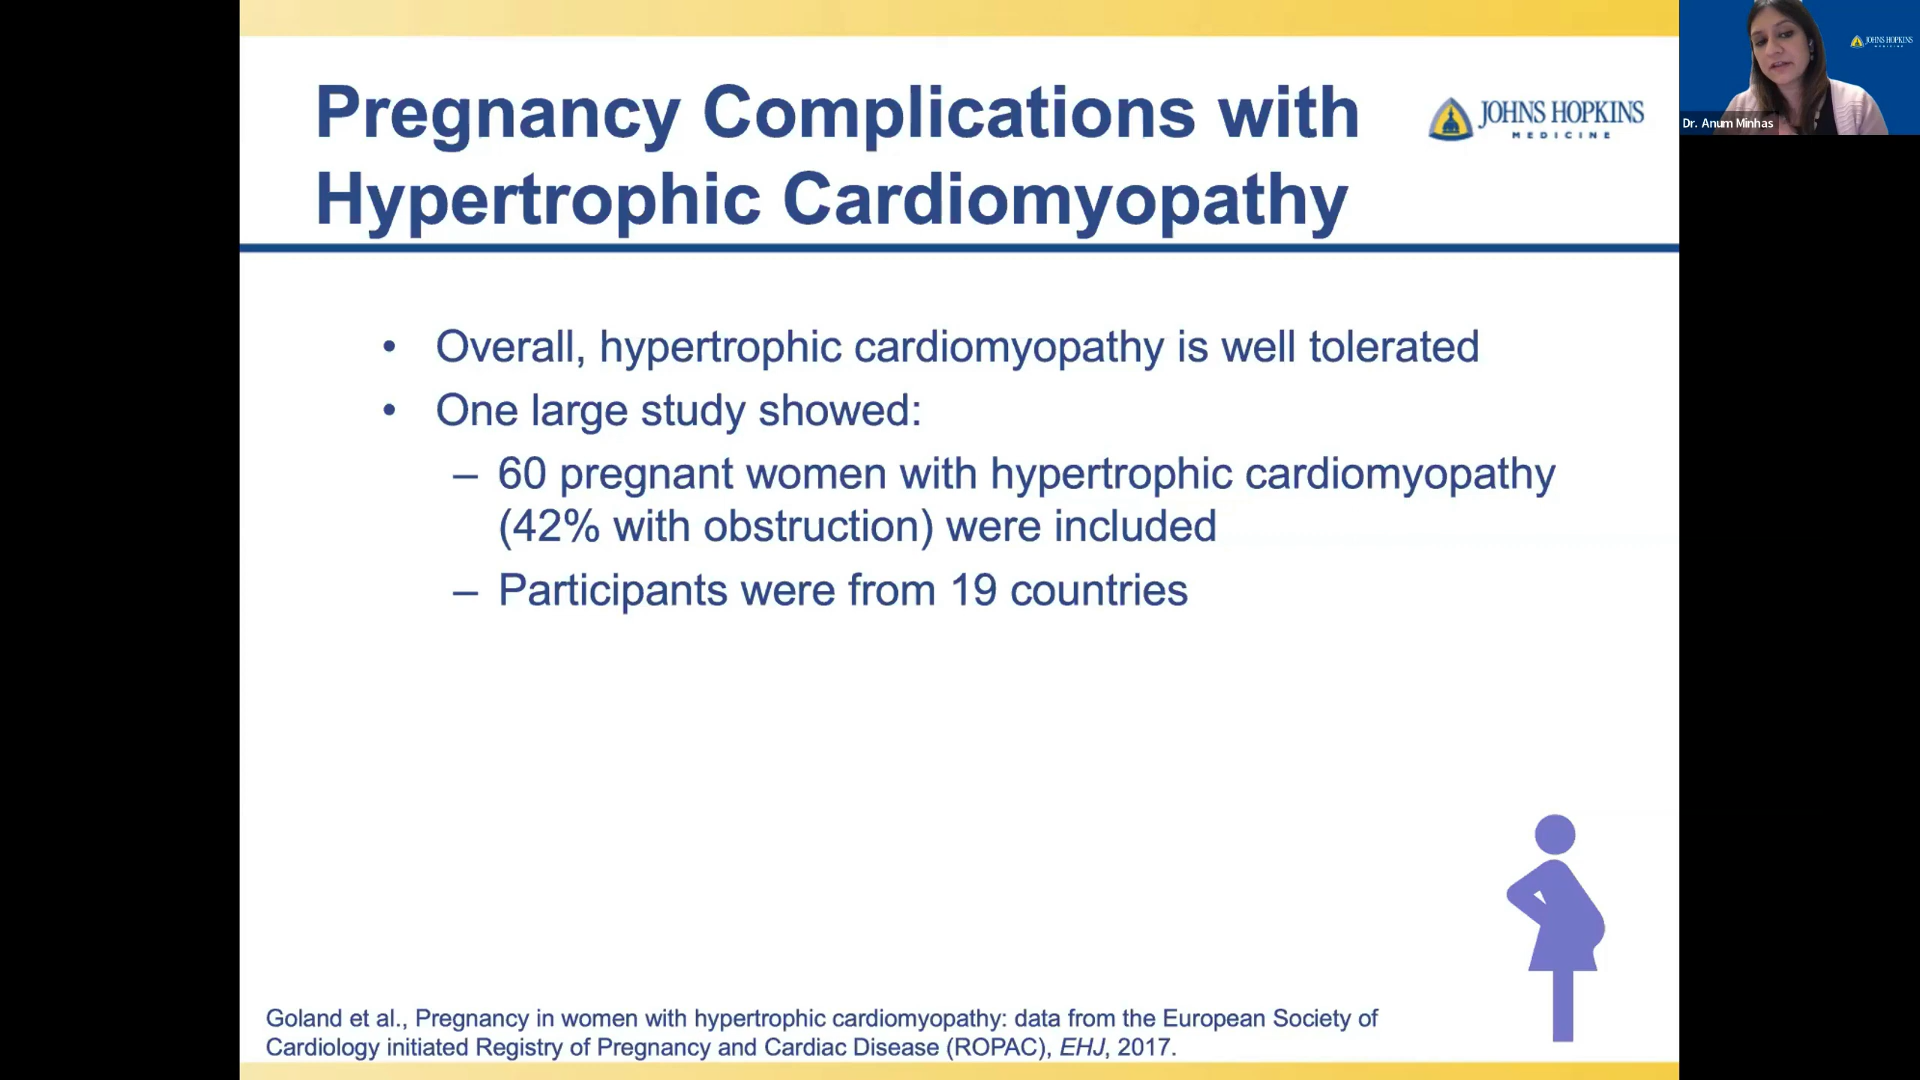 Pregnancy Complications with
Hypertrophic Cardiomyopathy
JOHNS HOPKINS
MEDICINE
JOHNS HOPKINS
MEDICINE
Dr. Anum Minhas
• Overall, hypertrophic cardiomyopathy is well tolerated
• One large study showed:
– 60 pregnant women with hypertrophic cardiomyopathy
(42% with obstruction) were included
– Participants were from 19 countries
Goland et al., Pregnancy in women with hypertrophic cardiomyopathy: data from the European Society of
Cardiology initiated Registry of Pregnancy and Cardiac Disease (ROPAC), EHJ, 2017.